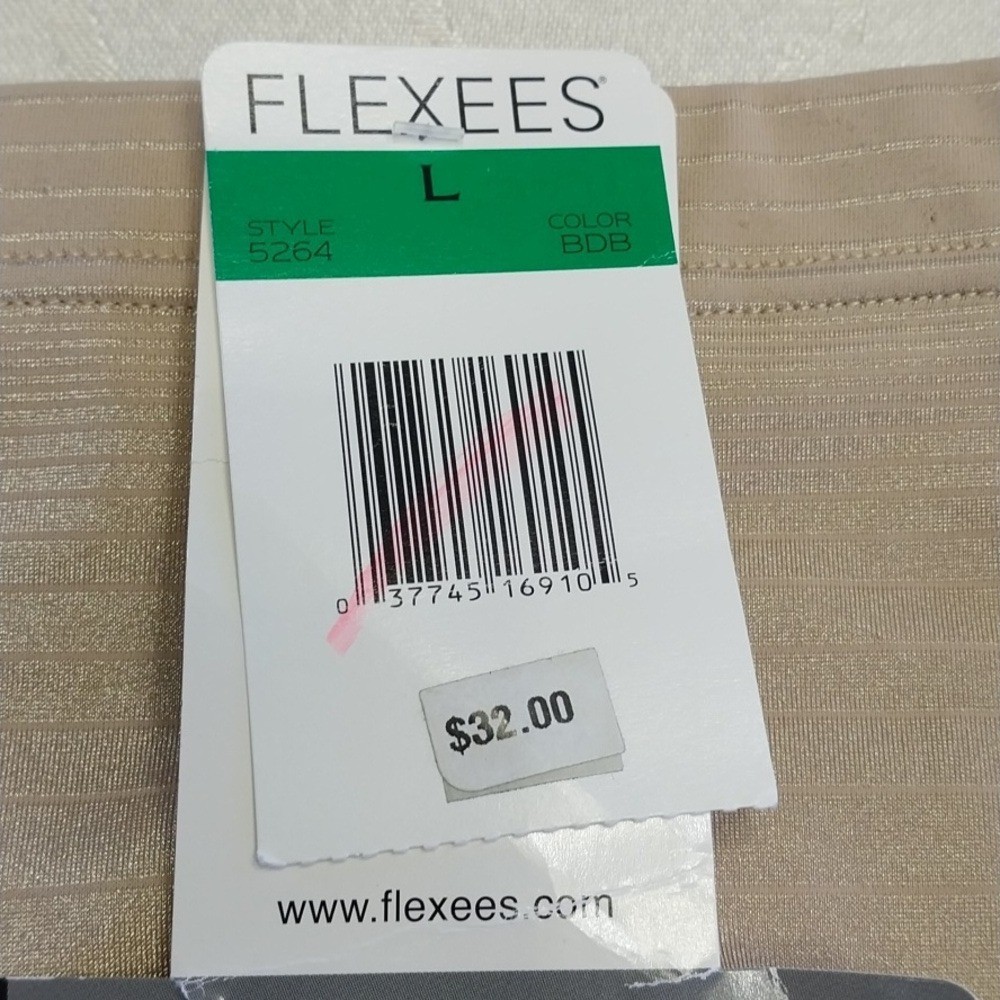 FLEXEES®
L
STYLE COLOR
5264 BDB
0 37745 16910 5
$32.00
www.flexees.com